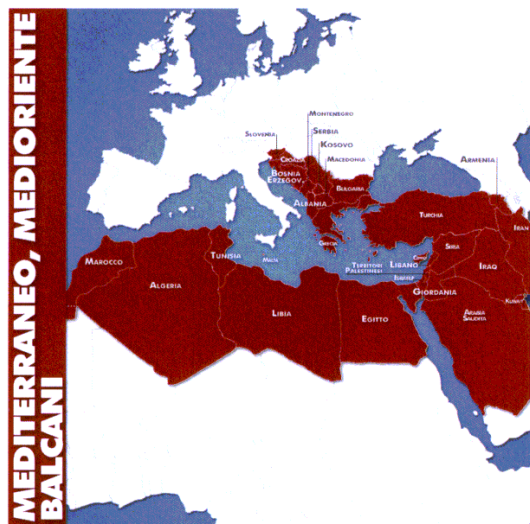 MEDITERRANEO, MEDIORIENTE
BALCANI
MONTENEGRO
SLOVENIA
SERBIA
KOSOVO
CROAZIA
MACEDONIA
ARMENIA
BOSNIA
ERZEGOV.
BULGARIA
ALBANIA
TURCHIA
IRAN
GRECIA
SIRIA
MAROCCO
TUNISIA
MALTA
CIPRO
TERRITORI
PALESTINESI
LIBANO
IRAQ
ISRAELE
ALGERIA
GIORDANIA
KUWAIT
LIBIA
EGITTO
ARABIA
SAUDITA